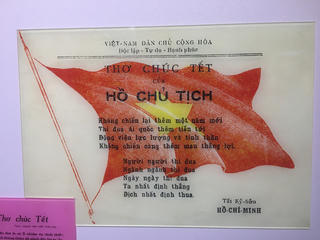 VIỆT-NAM DÂN CHỦ CỘNG HÒA
Độc lập - Tự do - Hạnh phúc
THƠ CHÚC TẾT
CỦA
HỒ CHỦ TỊCH
Kháng chiến lại thêm một năm mới
Thi đua ái quốc thêm tiến tới
Động viên lực lượng và tinh thần
Kháng chiến càng thêm mau thắng lợi.
Người người thi đua
Ngành ngành thi đua
Ngày ngày thi đua
Ta nhất định thắng
Địch nhất định thua.
Tết Kỷ-Sửu
HỒ-CHÍ-MINH
Thơ chúc Tết